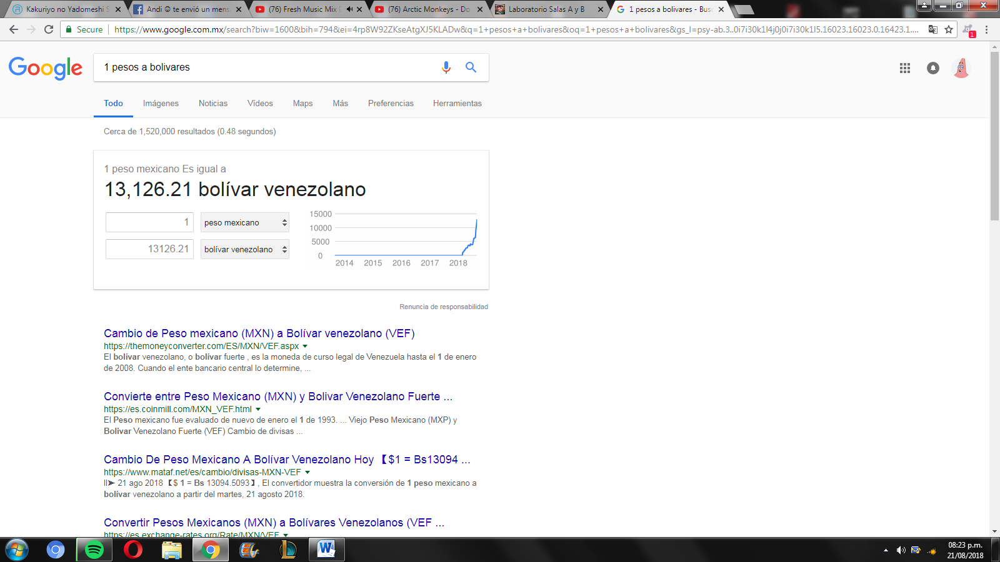 Kakuriyo no Yadomeshi S
Andi ☺ te envió un mens
(76) Fresh Music Mix
(76) Arctic Monkeys - Do
Laboratorio Salas A y B
1 pesos a bolivares - Bus
Secure
https://www.google.com.mx/search?biw=1600&bih=794&ei=4rp8W92ZKseAtgXJ5KLADw&q=1+pesos+a+bolivares&oq=1+pesos+a+bolivares&gs_l=psy-ab.3..0i7i30k1l4j0j0i7i30k1l5.16023.16023.0.16423.1....
1
Google
1 pesos a bolivares
Todo Imágenes Noticias Vídeos Maps Más Preferencias Herramientas
Cerca de 1,520,000 resultados (0.48 segundos)
1 peso mexicano Es igual a
13,126.21 bolívar venezolano
1 peso mexicano
13126.21 bolívar venezolano
15000
10000
5000
0
2014 2015 2016 2017 2018
Renuncia de responsabilidad
Cambio de Peso mexicano (MXN) a Bolívar venezolano (VEF)
https://themoneyconverter.com/ES/MXN/VEF.aspx
El bolívar venezolano, o bolívar fuerte , es la moneda de curso legal de Venezuela hasta el 1 de enero
de 2008. Cuando el ente bancario central lo determine, ...
Convierte entre Peso Mexicano (MXN) y Bolivar Venezolano Fuerte ...
https://es.coinmill.com/MXN_VEF.html
El Peso mexicano fue evaluado de nuevo de enero el 1 de 1993. ... Viejo Peso Mexicano (MXP) y
Bolivar Venezolano Fuerte (VEF) Cambio de divisas ...
Cambio De Peso Mexicano A Bolívar Venezolano Hoy 【$1 = Bs13094 ...
https://www.mataf.net/es/cambio/divisas-MXN-VEF
ll➤ 21 ago 2018 【$ 1 = Bs 13094.5093】, El convertidor muestra la conversión de 1 peso mexicano a
bolívar venezolano a partir del martes, 21 agosto 2018.
Convertir Pesos Mexicanos (MXN) a Bolívares Venezolanos (VEF ...
https://es.exchange-rates.org/Rate/MXN/VEF
08:23 p.m.
21/08/2018